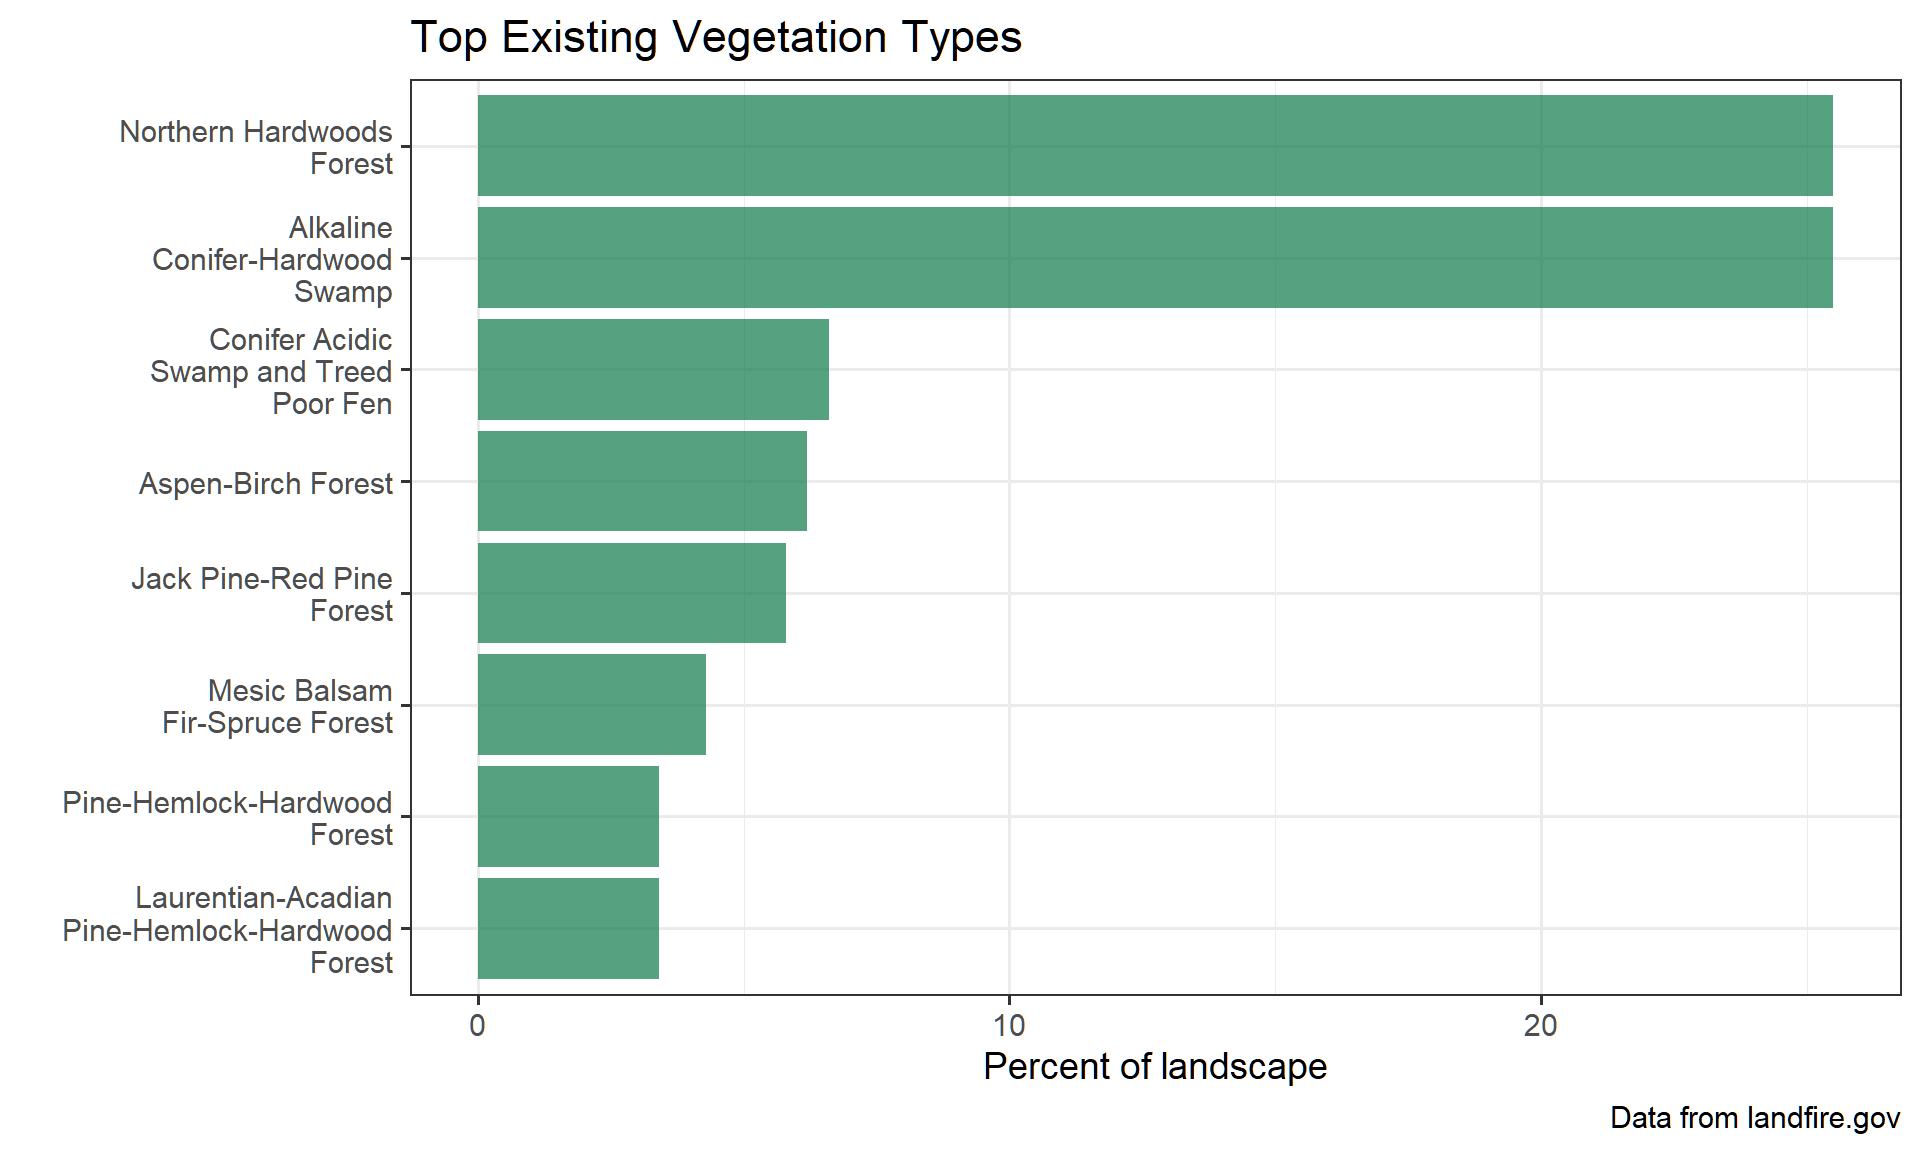 Top Existing Vegetation Types
Northern Hardwoods
Forest
Alkaline
Conifer-Hardwood
Swamp
Conifer Acidic
Swamp and Treed
Poor Fen
Aspen-Birch Forest
Jack Pine-Red Pine
Forest
Mesic Balsam
Fir-Spruce Forest
Pine-Hemlock-Hardwood
Forest
Laurentian-Acadian
Pine-Hemlock-Hardwood
Forest
0 10 20
Percent of landscape
Data from landfire.gov